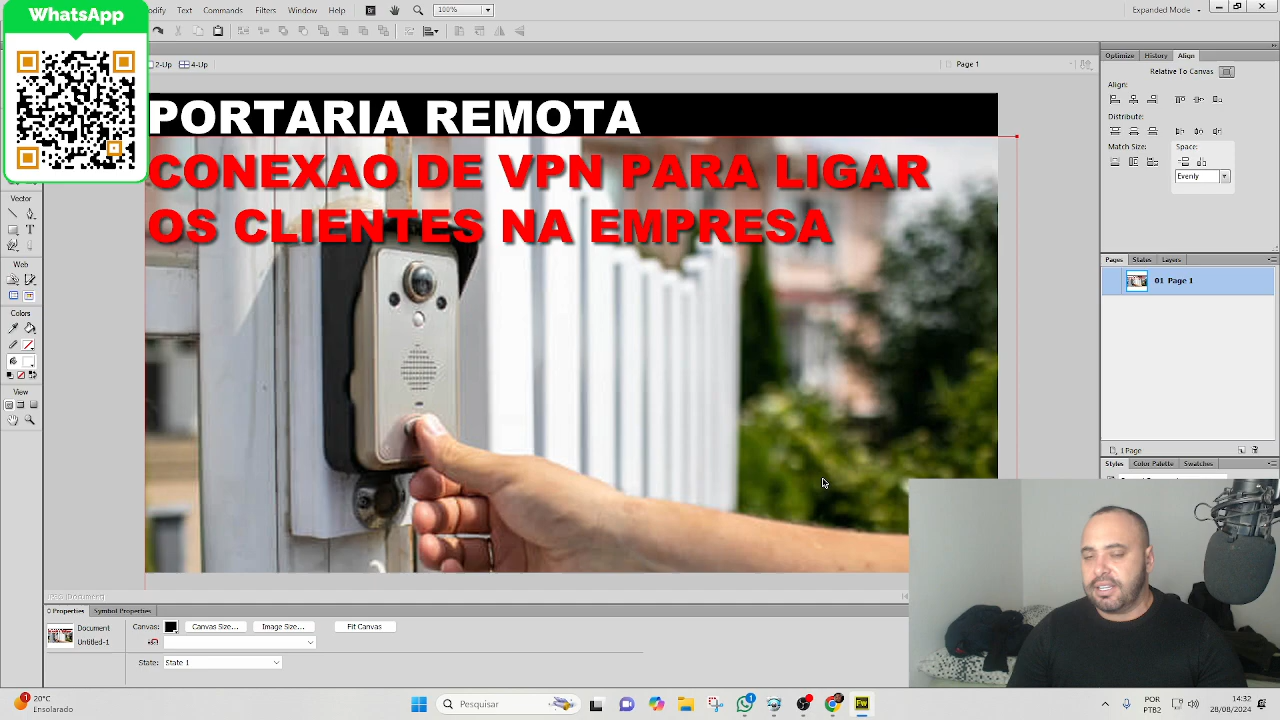 WhatsApp
Text Commands Filters Window Help
100%
Expanded Mode
2-Up 4-Up
Page 1
PORTARIA REMOTA
CONEXAO DE VPN PARA LIGAR
OS CLIENTES NA EMPRESA
Vector
Web
Colors
View
Optimize History Align
Relative To Canvas
Align:
Distribute:
Match Size:
Space:
Evenly
Pages States Layers
01 Page 1
1 Page
Styles Color Palette Swatches
Properties Symbol Properties
Document
Untitled-1
Canvas: Canvas Size... Image Size... Fit Canvas
State: State 1
20°C
Ensolarado
Pesquisar
POR
PTB2
14:32
28/08/2024